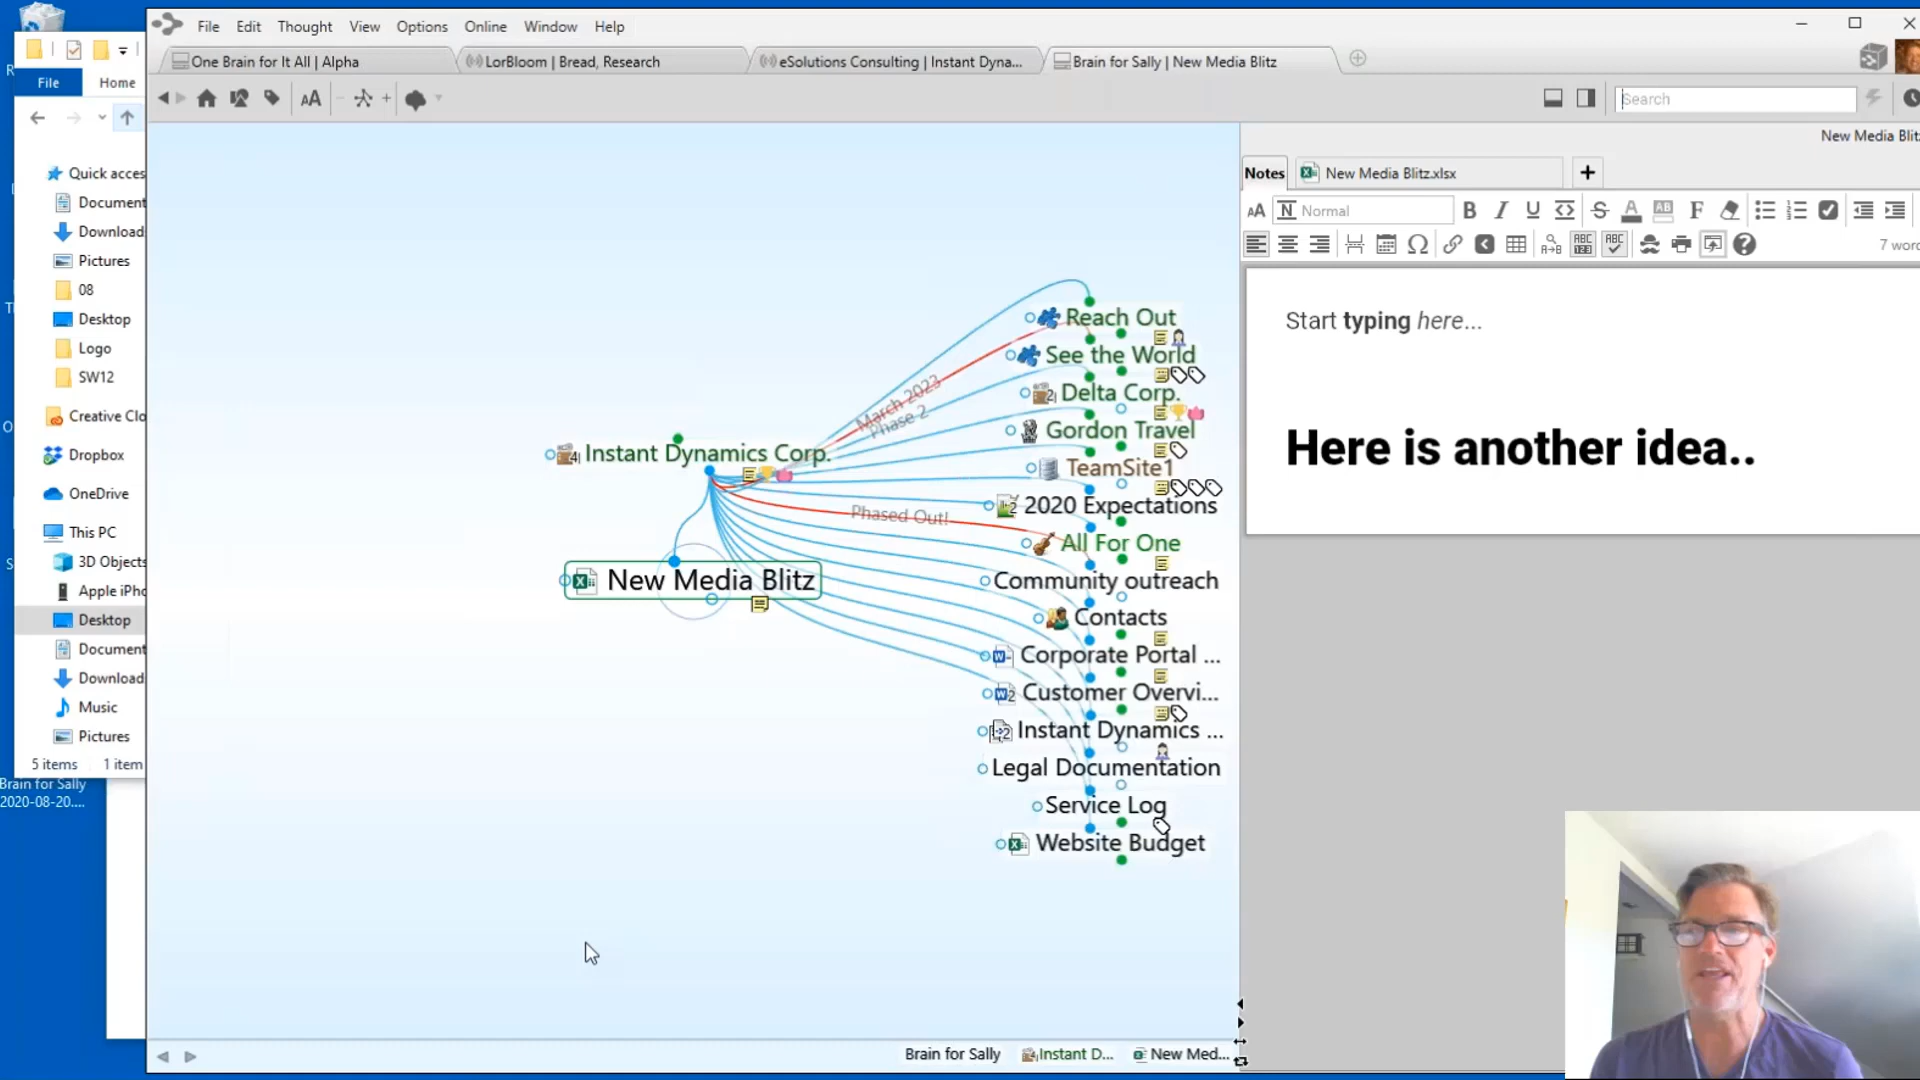 File Edit Thought View Options Online Window Help
One Brain for It All | Alpha
LorBloom | Bread, Research
eSolutions Consulting | Instant Dyna...
Brain for Sally | New Media Blitz
File
Home
Search
New Media Blit
Notes
New Media Blitz.xlsx
Normal
7 word
Start typing here...
Here is another idea..
Quick acces
Document
Download
Pictures
08
Desktop
Logo
SW12
Creative Clo
Dropbox
OneDrive
This PC
3D Objects
Apple iPho
Desktop
Document
Download
Music
Pictures
5 items 1 item
Brain for Sally
2020-08-20....
Instant Dynamics Corp.
New Media Blitz
March 2023
Phase 2
Phased Out!
Reach Out
See the World
Delta Corp.
Gordon Travel
TeamSite1
2020 Expectations
All For One
Community outreach
Contacts
Corporate Portal ...
Customer Overvi...
Instant Dynamics ...
Legal Documentation
Service Log
Website Budget
Brain for Sally
Instant D...
New Med...